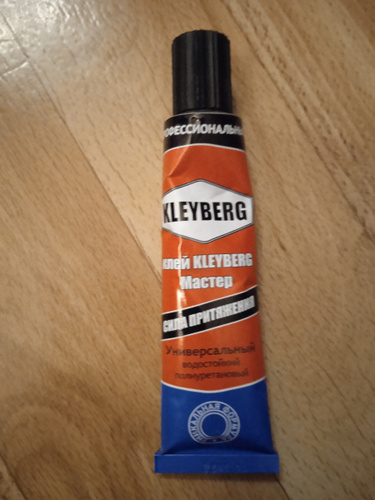 ПРОФЕССИОНАЛЬНЫЙ
KLEYBERG
клей KLEYBERG
Мастер
СИЛА ПРИТЯЖЕНИЯ
Универсальный
водостойкий
полиуретановый